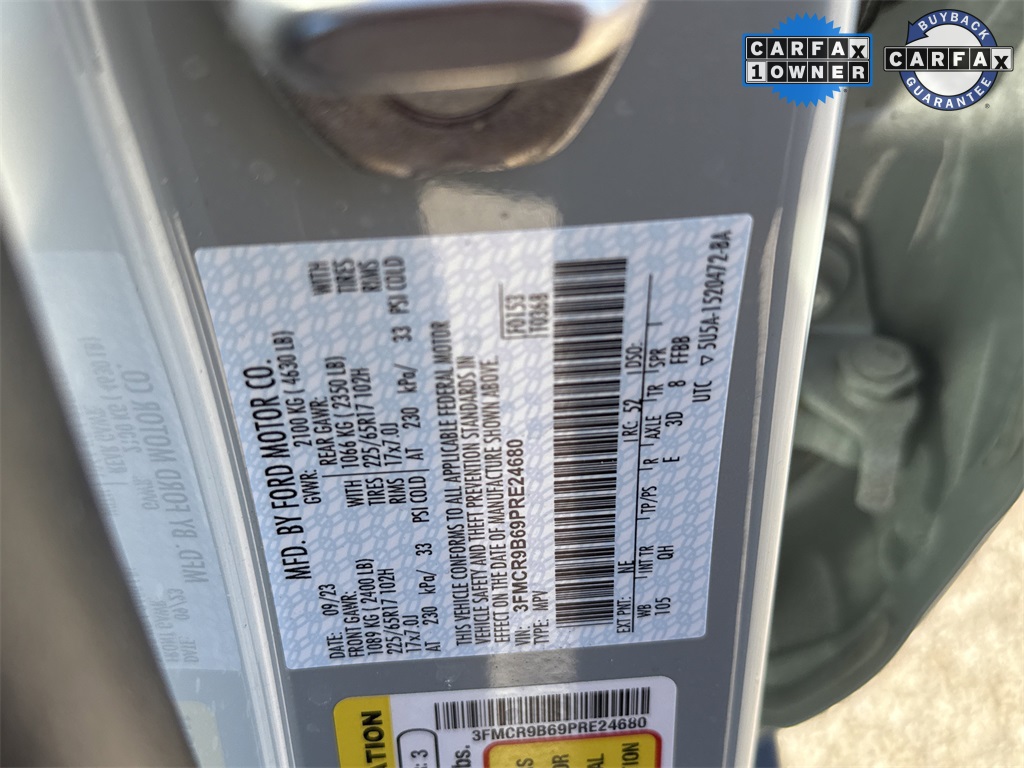 CARFAX
1 OWNER
BUYBACK
CARFAX
GUARANTEE
MFD. BY FORD MOTOR CO.
DATE: 09/23 GVWR: 2100 KG ( 4630 LB)
FRONT GAWR: REAR GAWR: WITH
1089 KG ( 2400 LB) WITH 1066 KG ( 2350 LB) TIRES
225/65R17 102H TIRES 225/65R17 102H RIMS
17x7.0J RIMS 17x7.0J
AT 230 kPa/ 33 PSI COLD AT 230 kPa/ 33 PSI COLD
THIS VEHICLE CONFORMS TO ALL APPLICABLE FEDERAL MOTOR
VEHICLE SAFETY AND THEFT PREVENTION STANDARDS IN
EFFECT ON THE DATE OF MANUFACTURE SHOWN ABOVE.
VIN: 3FMCR9B69PRE24680 F0153
TYPE: MPV T0368
EXT PNT: NE RC: 52 DSO:
WB INT TR TP/PS R AXLE TR SPR
105 QH E 3D 8 FFBB
UTC ▽ 5U5A-1520472-BA
3FMCR9B69PRE24680